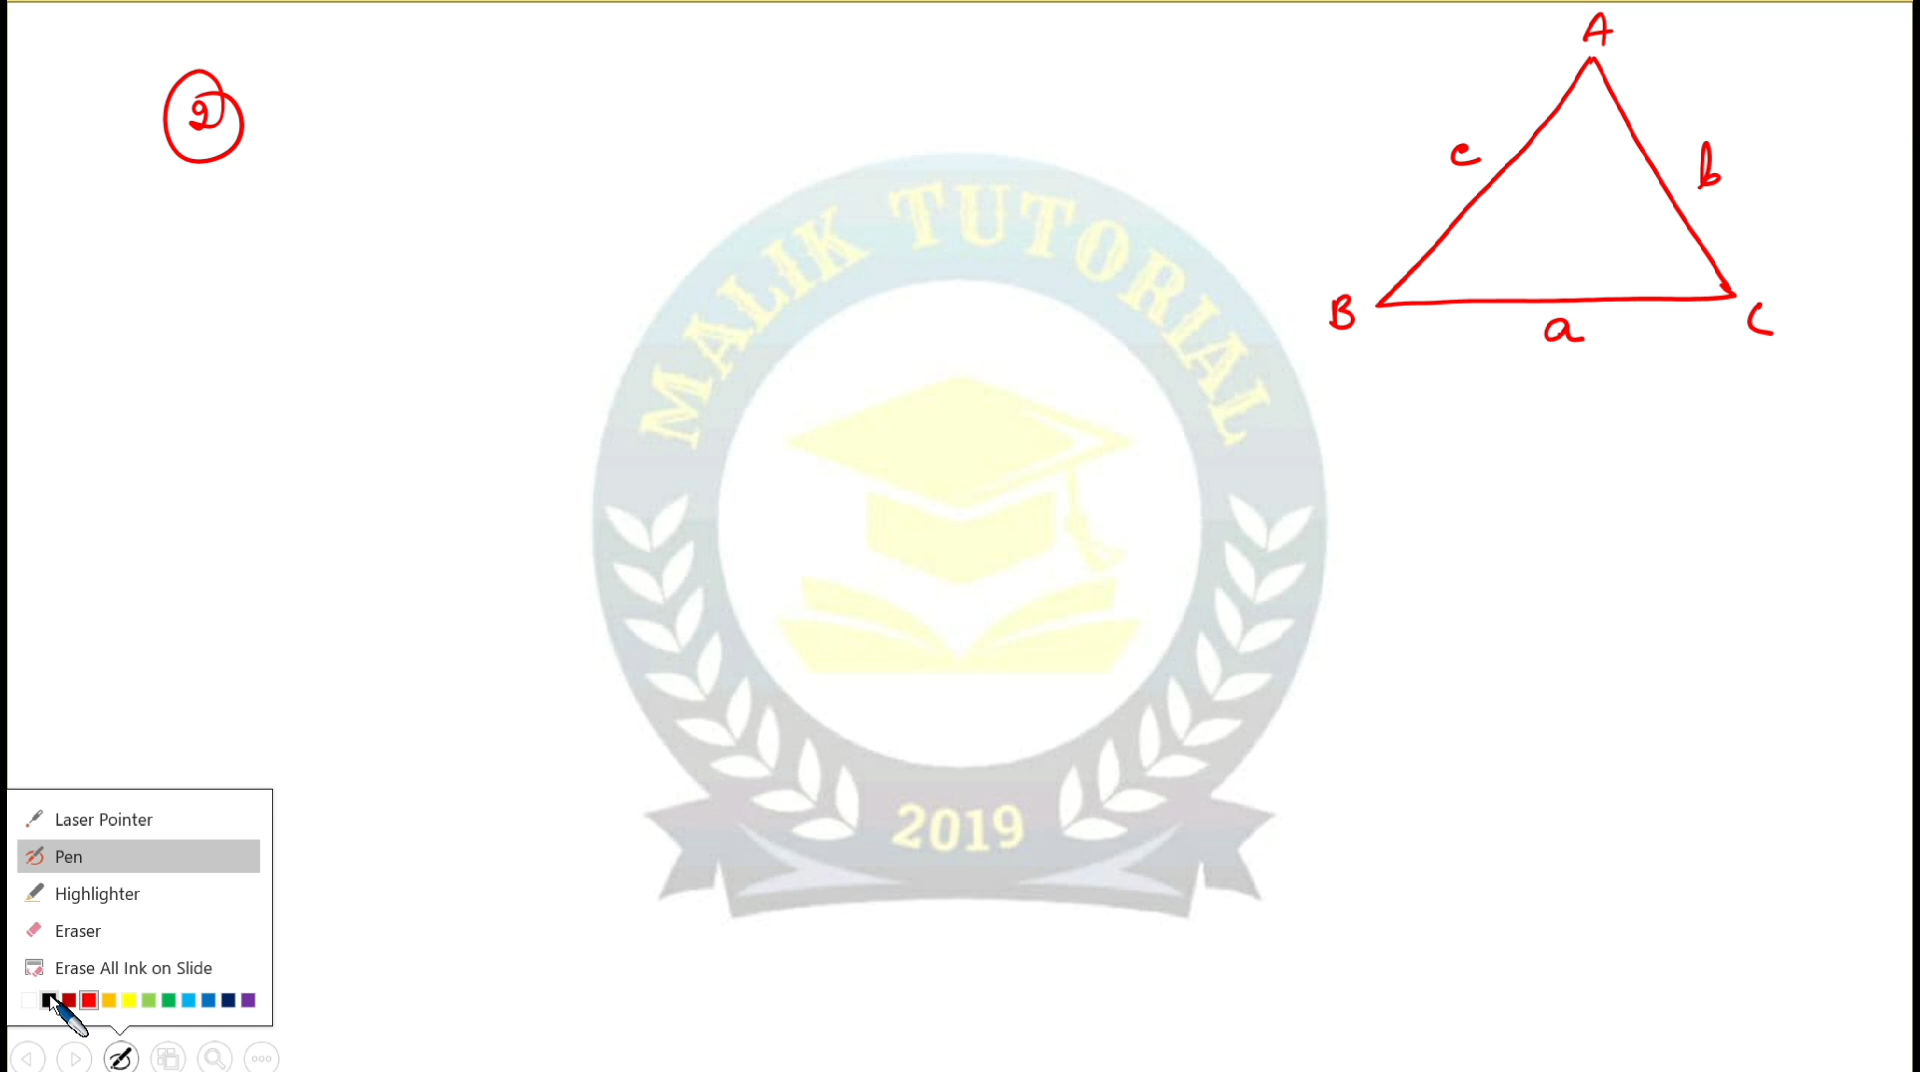 2
A
c
b
B
C
a
MALIK TUTORIAL
2019
Laser Pointer
Pen
Highlighter
Eraser
Erase All Ink on Slide